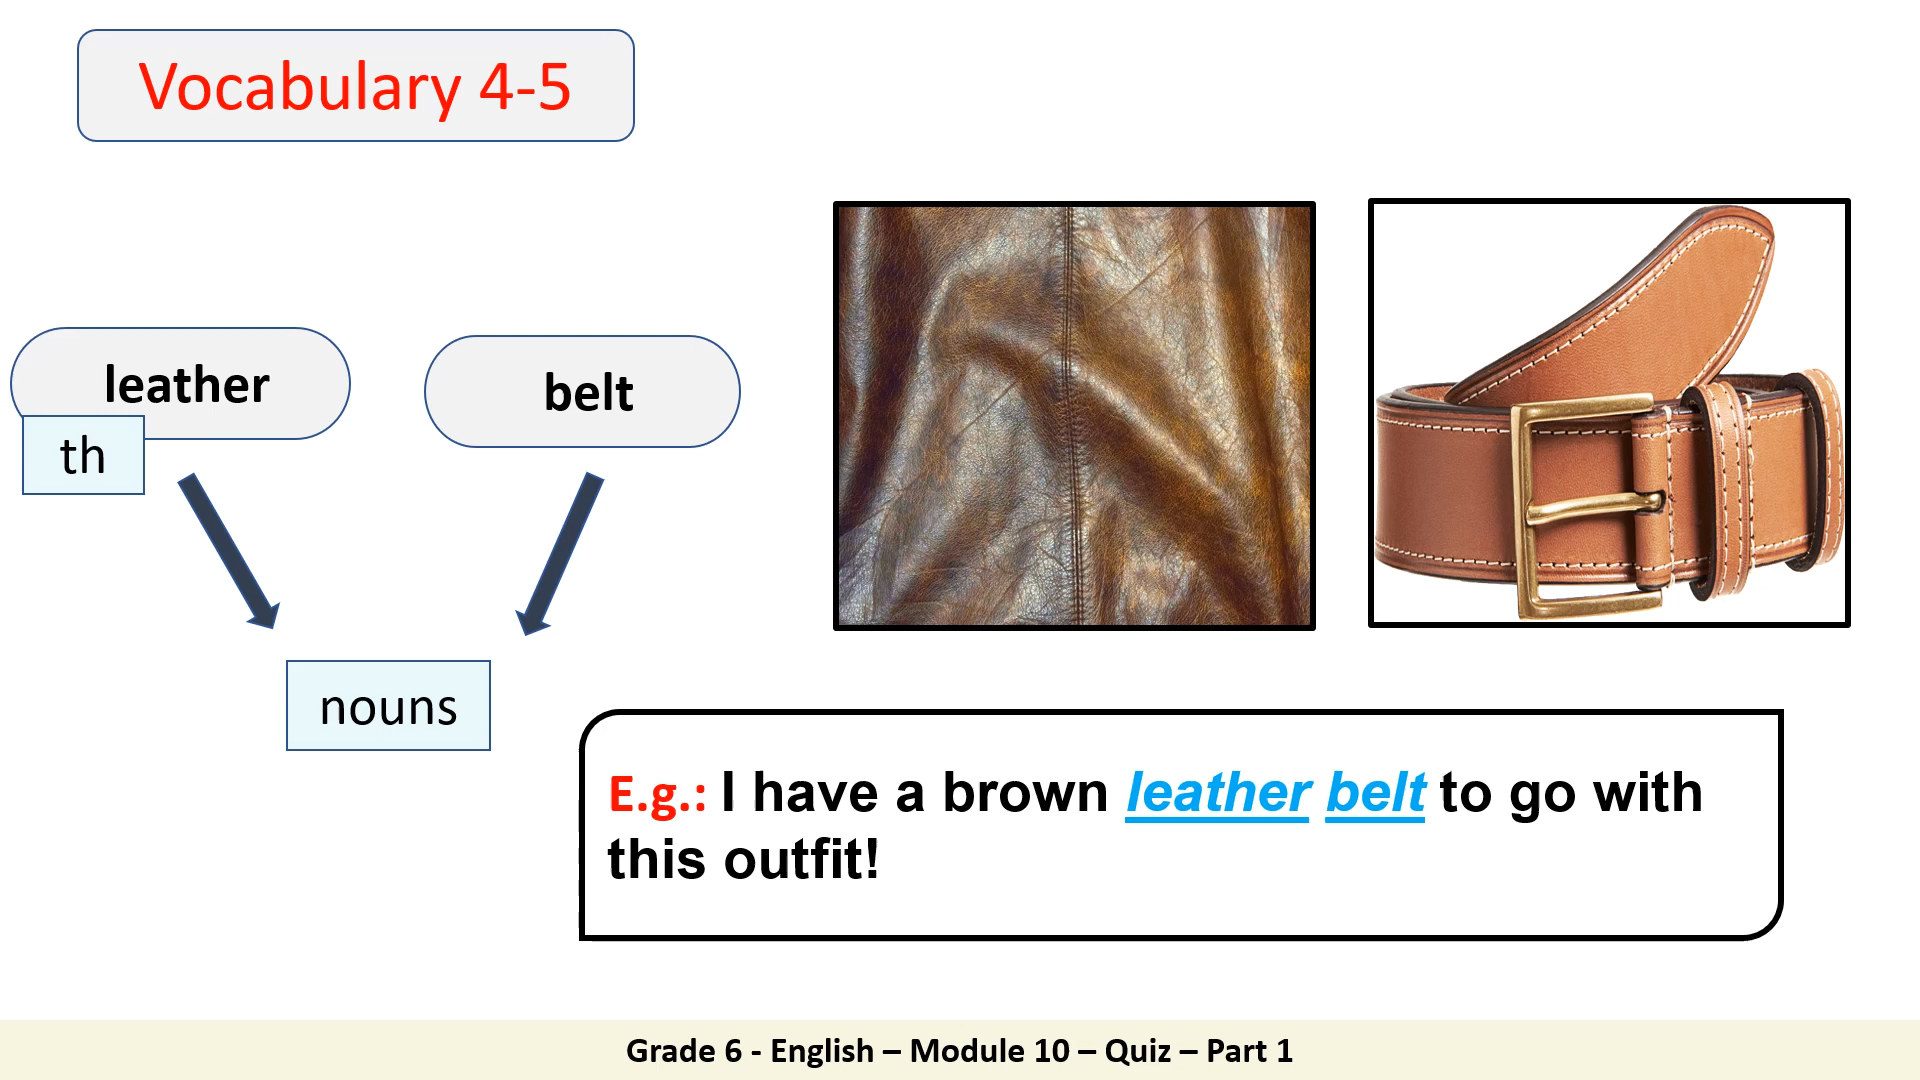 Vocabulary 4-5
leather
belt
th
nouns
E.g.: I have a brown leather belt to go with
this outfit!
Grade 6 - English – Module 10 – Quiz – Part 1